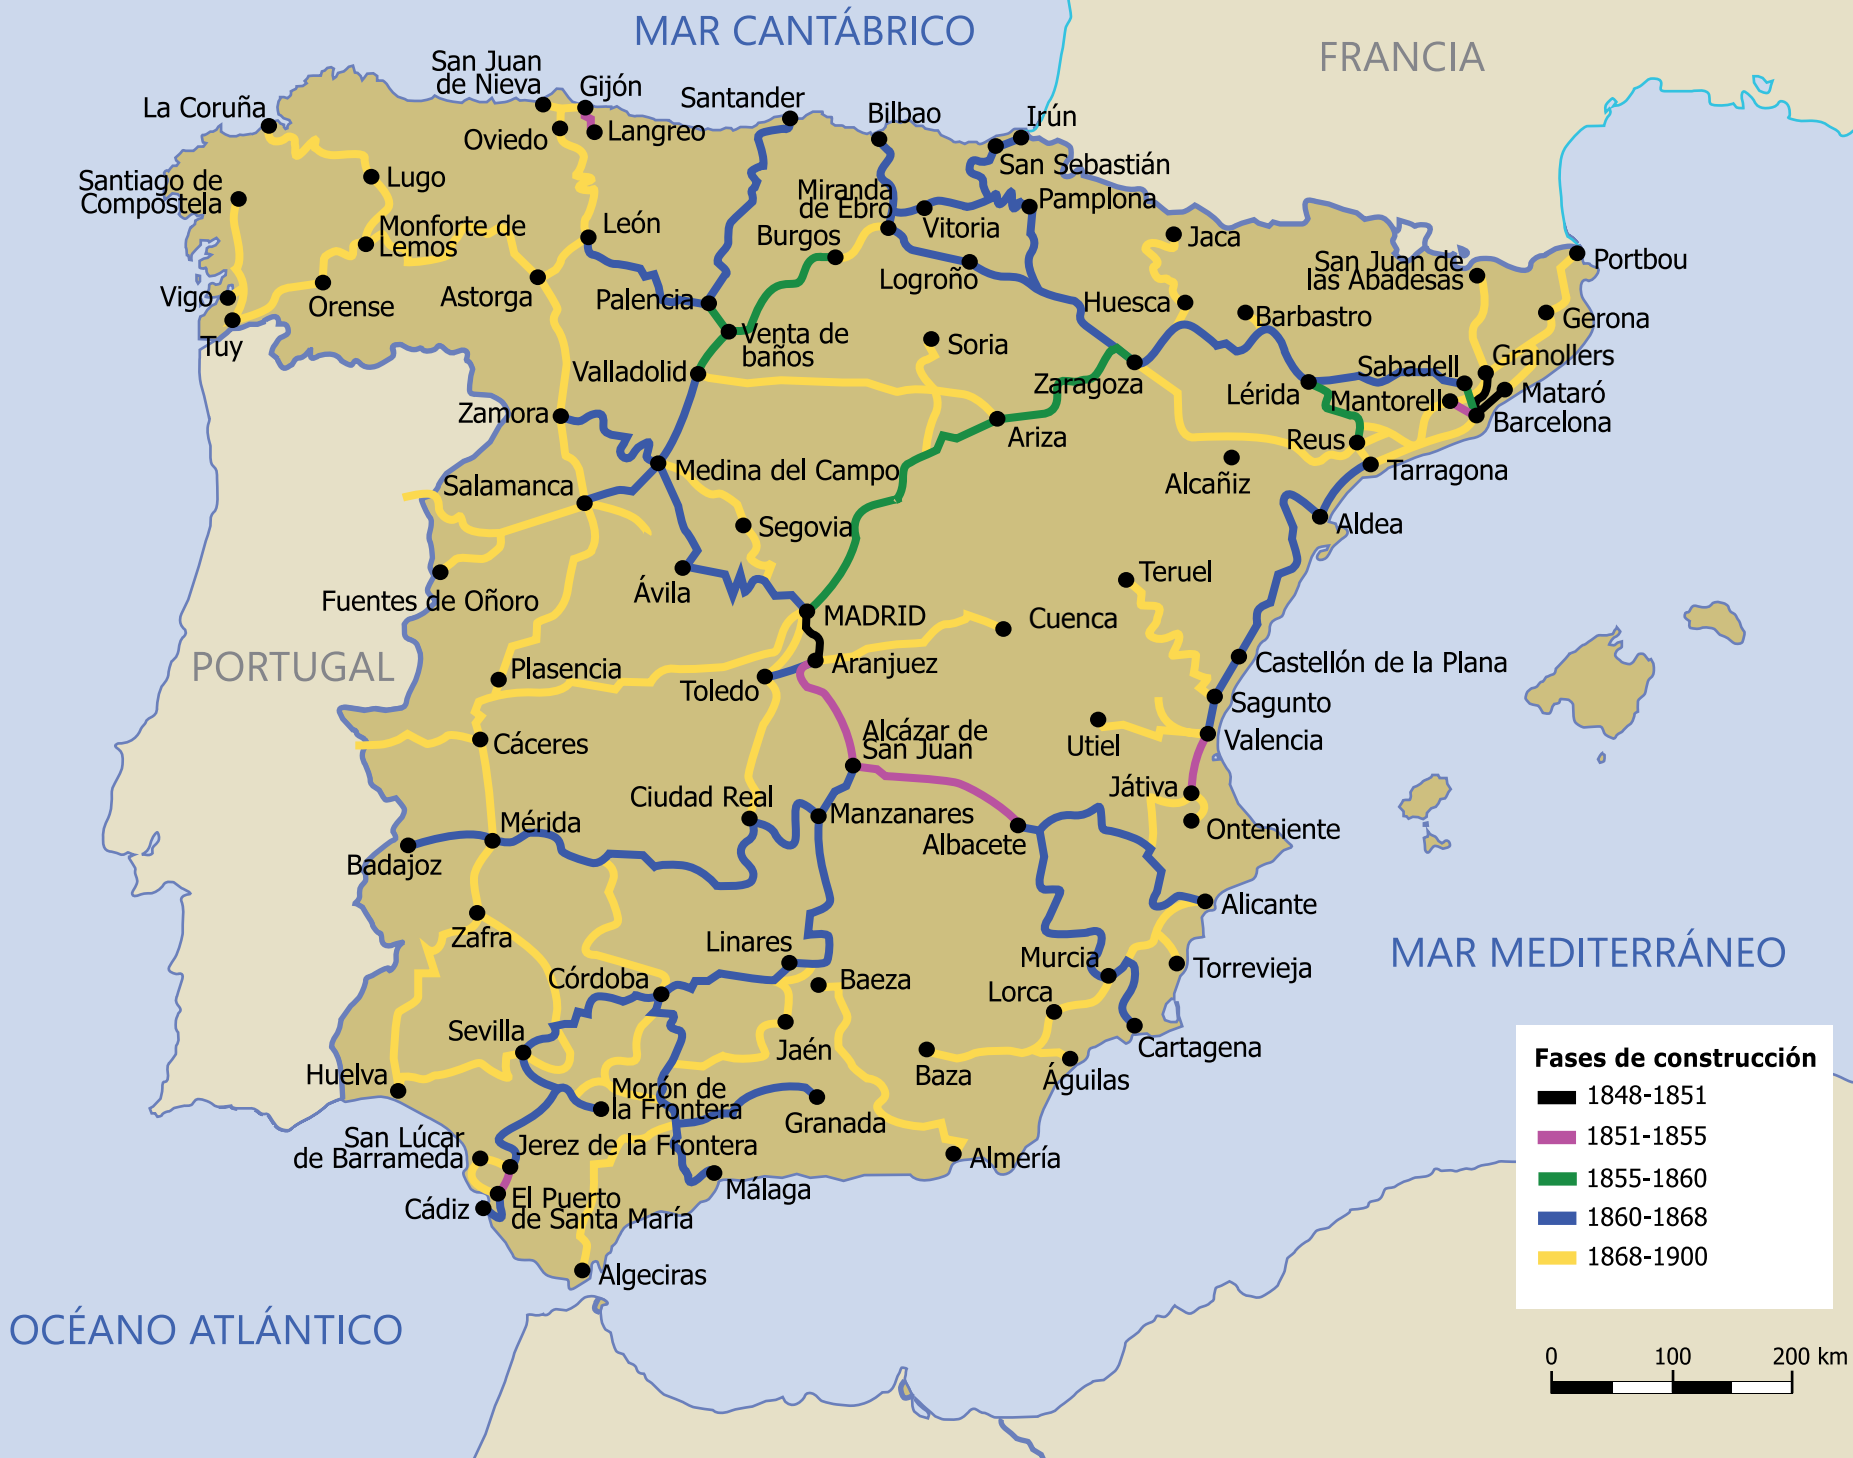 MAR CANTÁBRICO
FRANCIA
San Juan
de Nieva
Gijón
La Coruña
Santander
Bilbao
Irún
Oviedo
Langreo
San Sebastián
Santiago de
Compostela
Lugo
Miranda
de Ebro
Pamplona
Monforte de
Lemos
León
Burgos
Vitoria
Jaca
San Juan de
las Abadesas
Portbou
Vigo
Orense
Astorga
Palencia
Logroño
Huesca
Barbastro
Gerona
Tuy
Venta de
baños
Soria
Granollers
Valladolid
Zaragoza
Sabadell
Lérida
Mantorell
Mataró
Zamora
Barcelona
Ariza
Reus
Medina del Campo
Tarragona
Salamanca
Alcañiz
Segovia
Aldea
Ávila
Teruel
Fuentes de Oñoro
MADRID
Cuenca
PORTUGAL
Plasencia
Aranjuez
Castellón de la Plana
Toledo
Sagunto
Cáceres
Alcázar de
San Juan
Utiel
Valencia
Ciudad Real
Játiva
Mérida
Manzanares
Onteniente
Badajoz
Albacete
Alicante
Zafra
Linares
MAR MEDITERRÁNEO
Murcia
Torrevieja
Córdoba
Baeza
Lorca
Sevilla
Jaén
Cartagena
Huelva
Baza
Águilas
Morón de
la Frontera
Granada
San Lúcar
de Barrameda
Jerez de la Frontera
Almería
Málaga
Cádiz
El Puerto
de Santa María
Algeciras
OCÉANO ATLÁNTICO
Fases de construcción
1848-1851
1851-1855
1855-1860
1860-1868
1868-1900
0 100 200 km